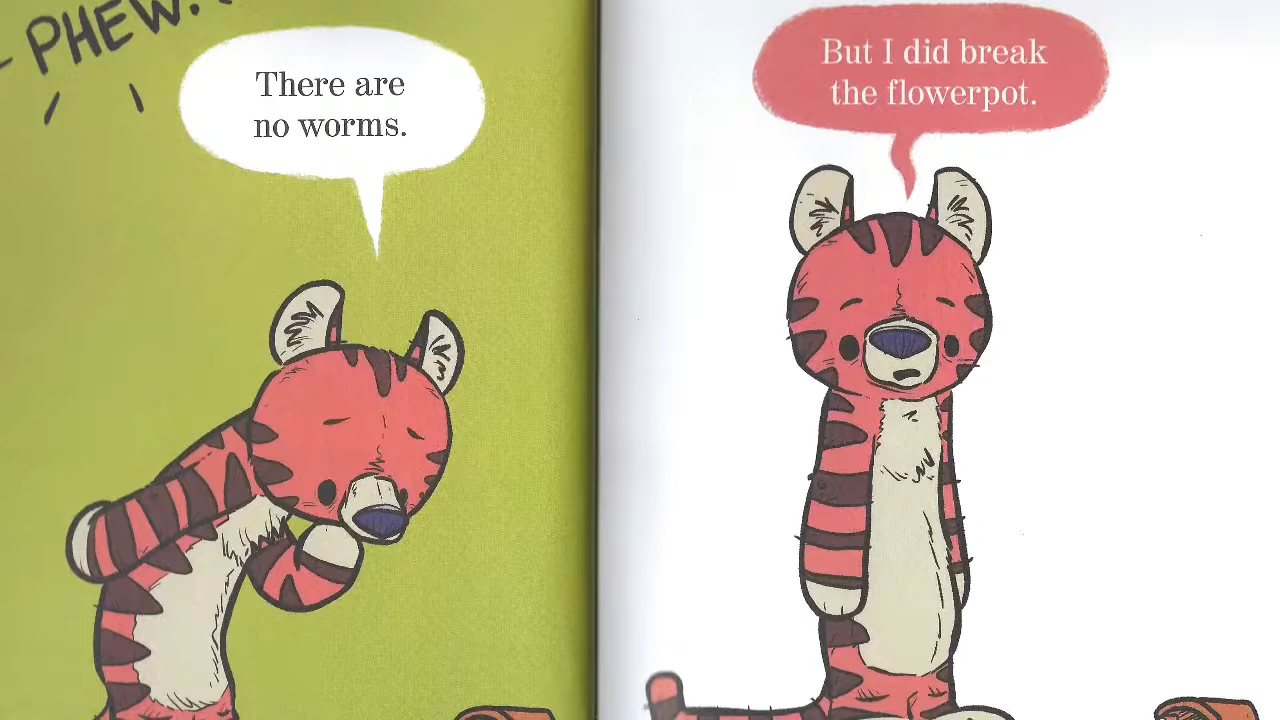 PHEW.
There are
no worms.
But I did break
the flowerpot.